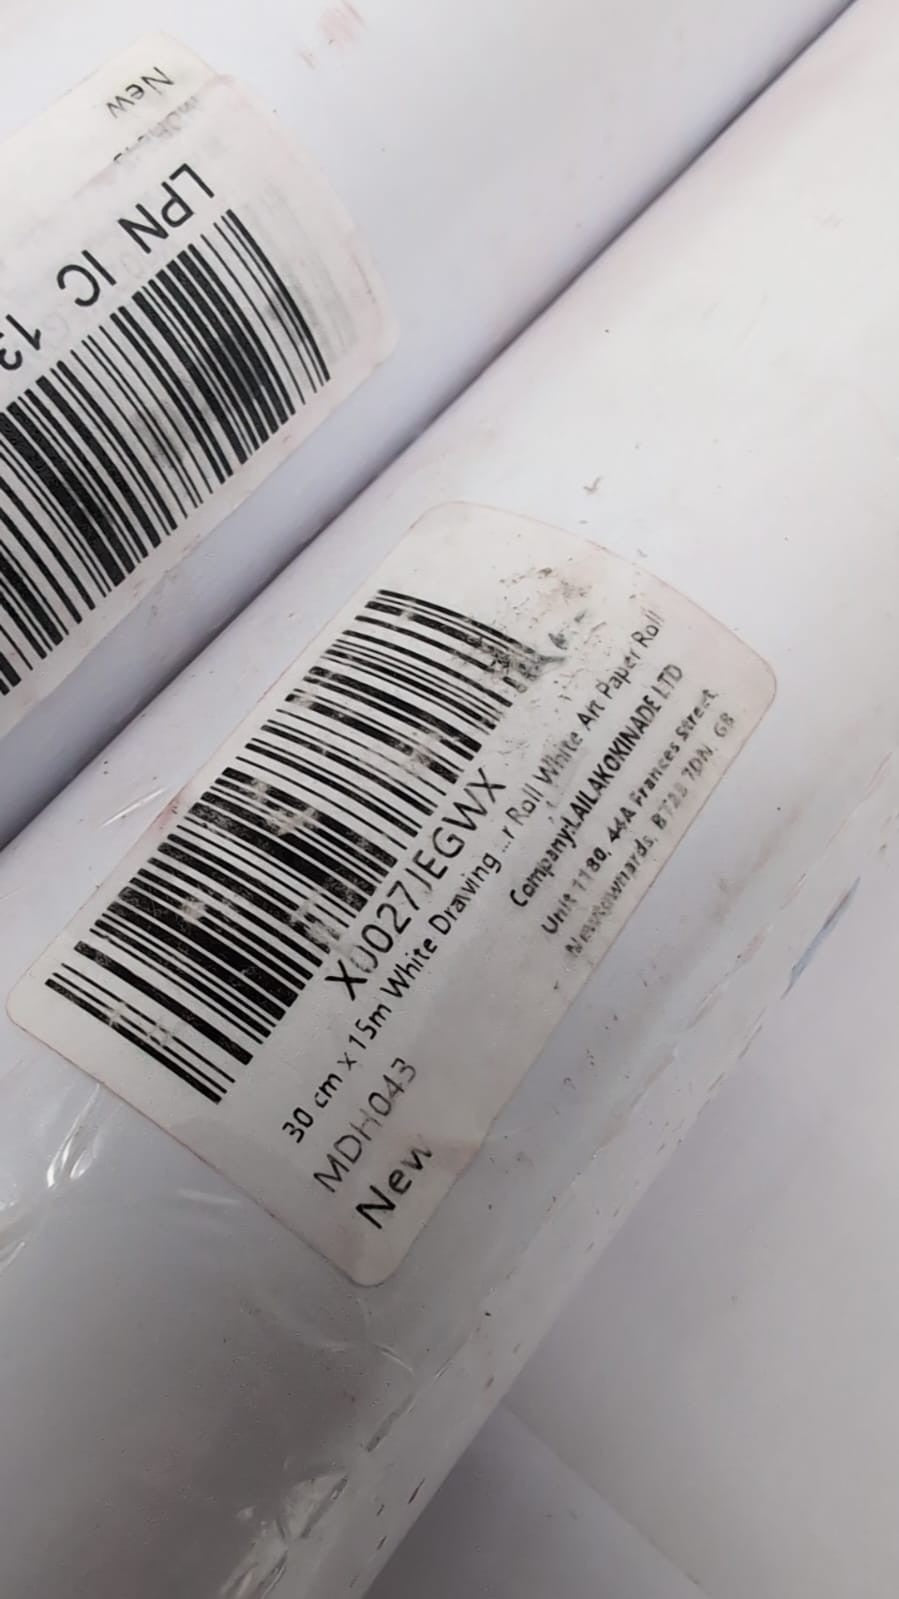 New
LPN IC 13
X0027JEGWX
30 cm x 15m White Drawing ...r Roll White Art Paper Roll
MDH043
New
Company:LAILAKOKINADE LTD
Unit 1180, 44A Frances Street
Newtownards, BT23 7DN, GB